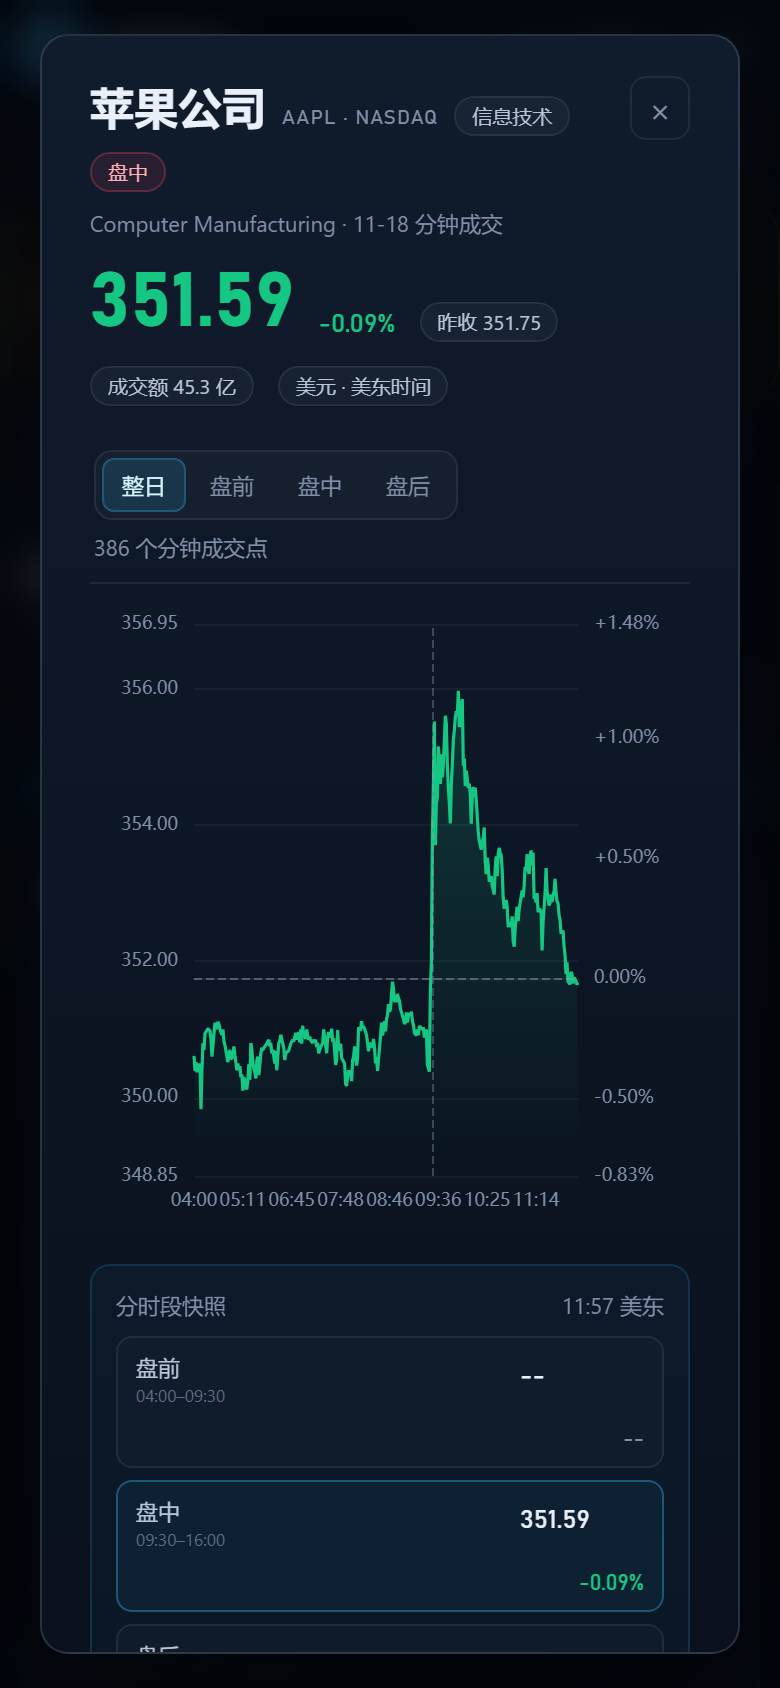 苹果公司 AAPL · NASDAQ 信息技术 ×
盘中
Computer Manufacturing · 11-18 分钟成交
351.59 -0.09% 昨收 351.75
成交额 45.3 亿 美元 · 美东时间
整日 盘前 盘中 盘后
386 个分钟成交点
356.95 +1.48%
356.00
+1.00%
354.00
+0.50%
352.00
0.00%
350.00 -0.50%
348.85 -0.83%
04:00 05:11 06:45 07:48 08:46 09:36 10:25 11:14
分时段快照 11:57 美东
盘前 --
04:00–09:30
--
盘中 351.59
09:30–16:00
-0.09%
盘后